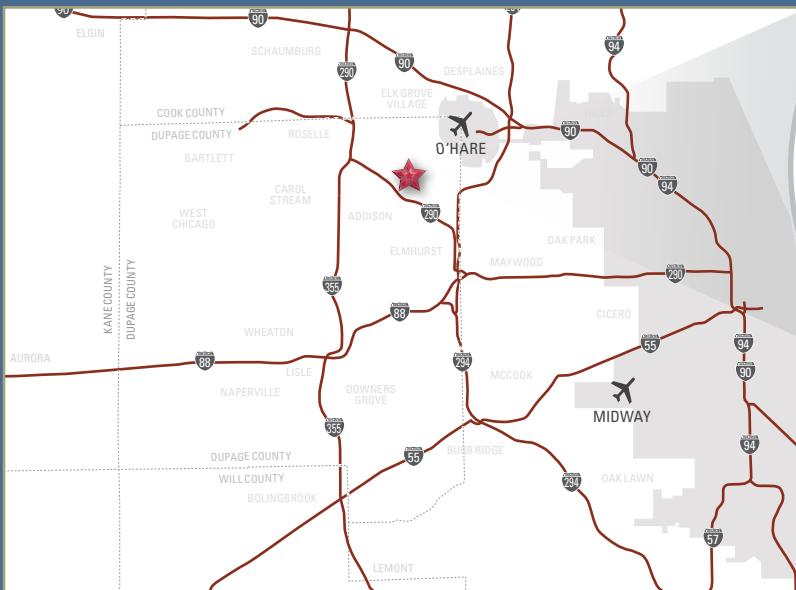 90
90
294
ELGIN
94
SCHAUMBURG
90
290
DESPLAINES
ELK GROVE
VILLAGE
COOK COUNTY
DUPAGE COUNTY
ROSELLE
90
O'HARE
BARTLETT
90
94
CAROL
STREAM
WEST
CHICAGO
ADDISON
290
OAK PARK
ELMHURST
MAYWOOD
290
KANE COUNTY
DUPAGE COUNTY
355
88
CICERO
WHEATON
55
94
AURORA
88
LISLE
294
90
MCCOOK
NAPERVILLE
DOWNERS
GROVE
MIDWAY
355
94
BURR RIDGE
DUPAGE COUNTY
55
WILL COUNTY
294
OAK LAWN
BOLINGBROOK
57
LEMONT